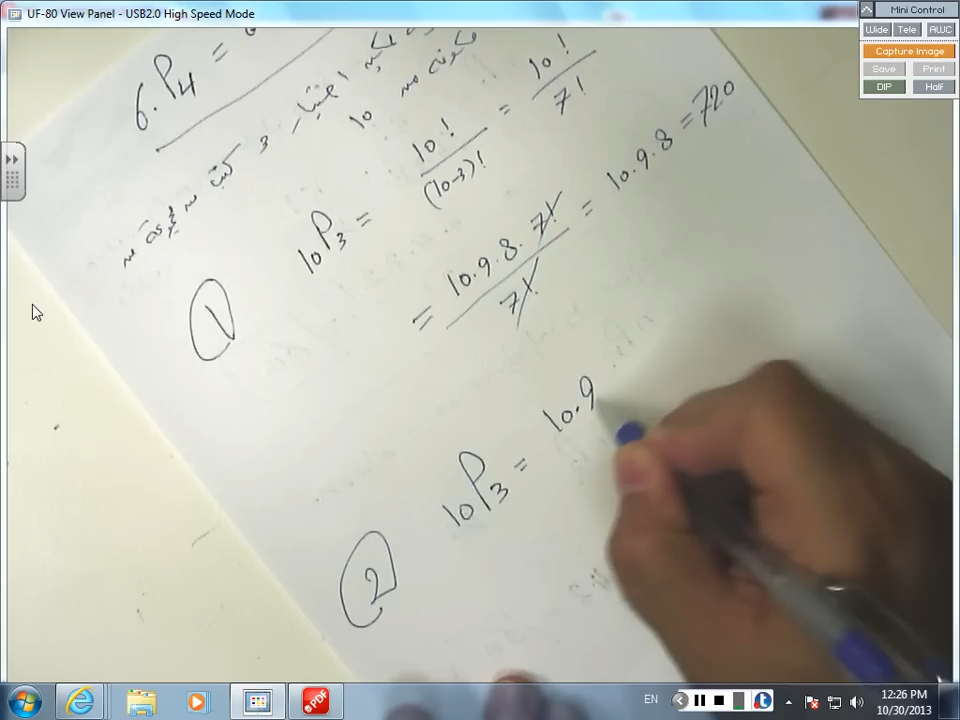 UF-80 View Panel - USB2.0 High Speed Mode
Mini Control
Wide Tele AWC
Capture Image
Save Print
DIP Half
6.P4 =
10P3 = 10! / (10-3)! = 10! / 7!
1
= 10.9.8.7! / 7! = 10.9.8 = 720
2
10P3 = 10.9
EN
12:26 PM
10/30/2013